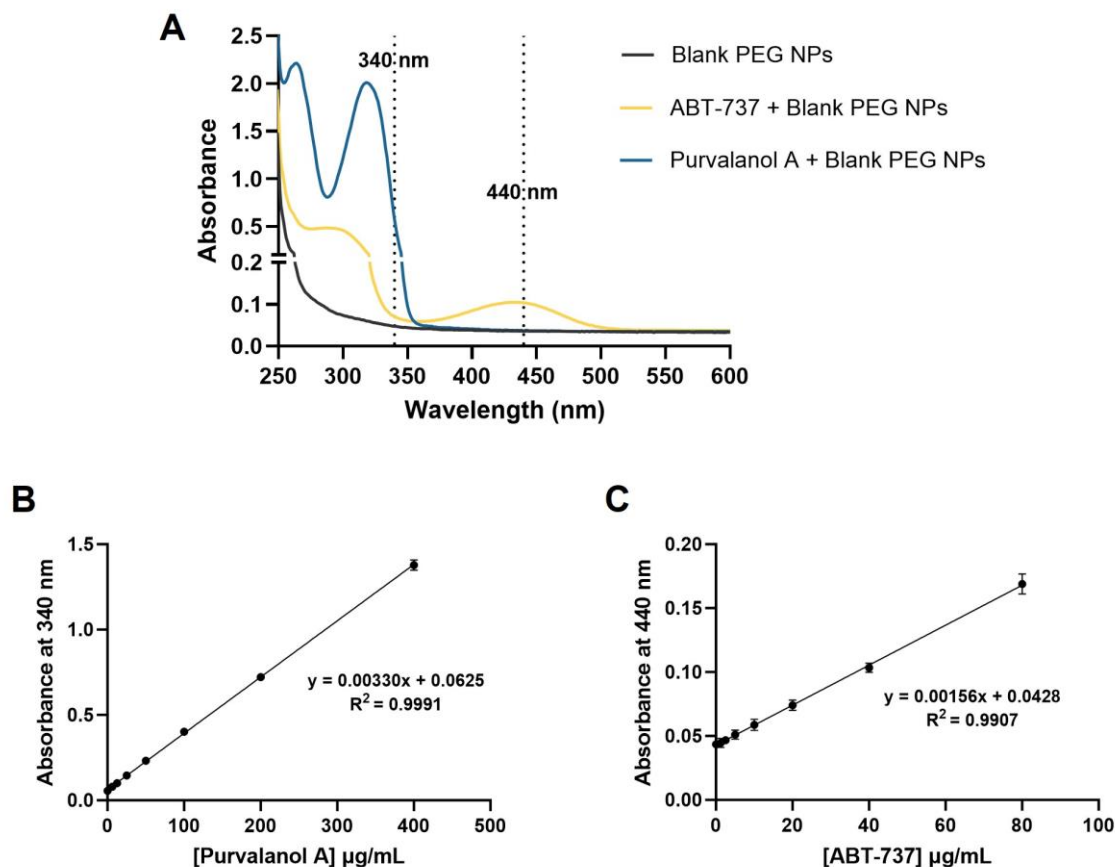 A
2.5
2.0
1.5
1.0
0.5
0.2
0.1
0.0
Absorbance
340 nm
440 nm
250 300 350 400 450 500 550 600
Wavelength (nm)
Blank PEG NPs
ABT-737 + Blank PEG NPs
Purvalanol A + Blank PEG NPs
B
1.5
1.0
0.5
0.0
Absorbance at 340 nm
y = 0.00330x + 0.0625
R² = 0.9991
0 100 200 300 400 500
[Purvalanol A] µg/mL
C
0.20
0.15
0.10
0.05
0.00
Absorbance at 440 nm
y = 0.00156x + 0.0428
R² = 0.9907
0 20 40 60 80 100
[ABT-737] µg/mL